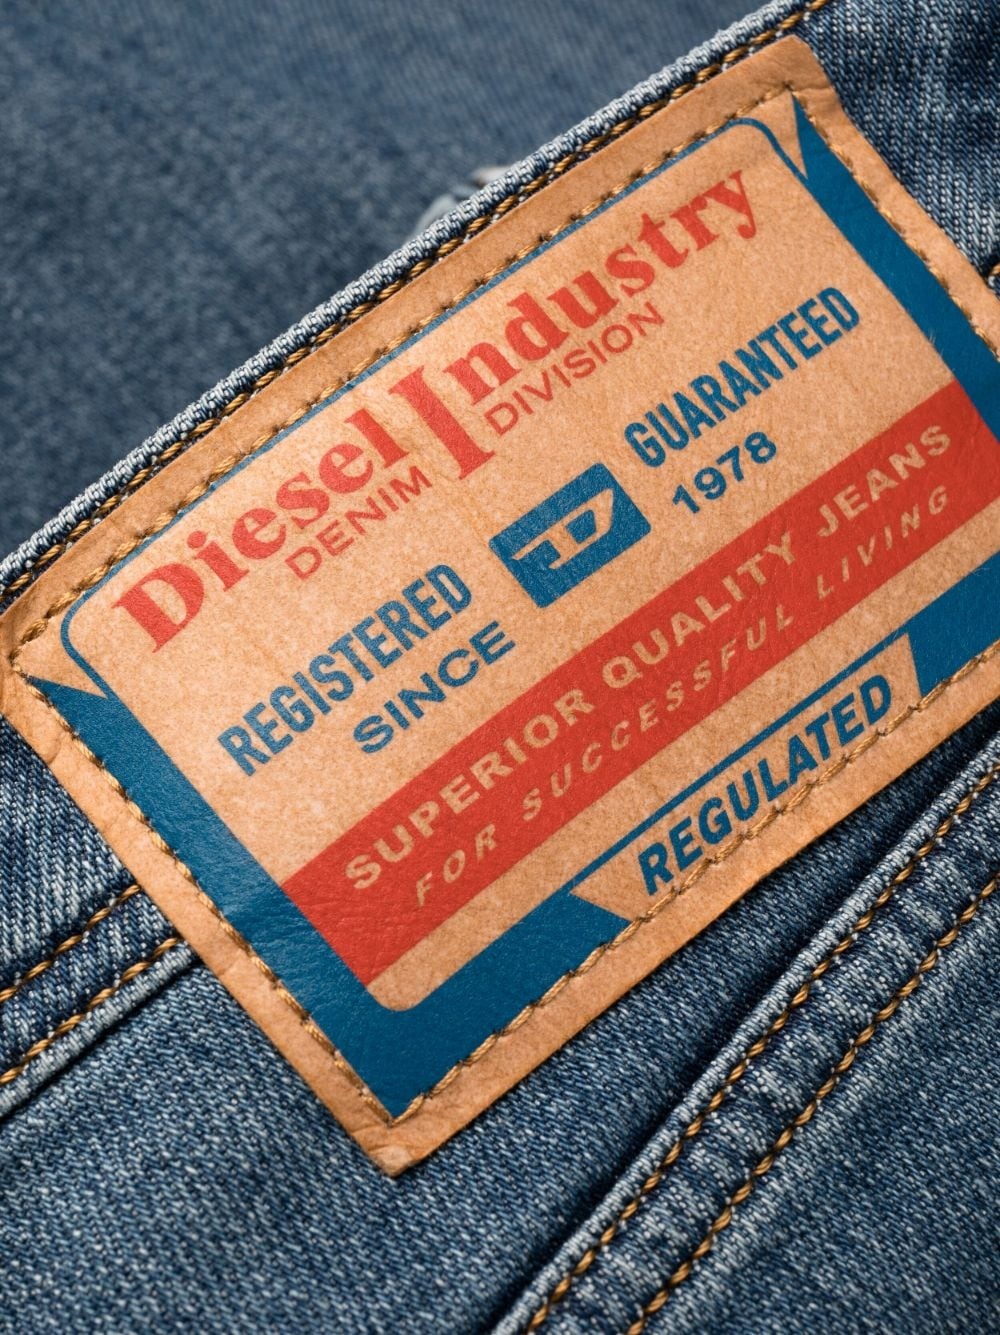 Diesel Industry
DENIM DIVISION
REGISTERED D GUARANTEED
SINCE 1978
SUPERIOR QUALITY JEANS
FOR SUCCESSFUL LIVING
REGULATED